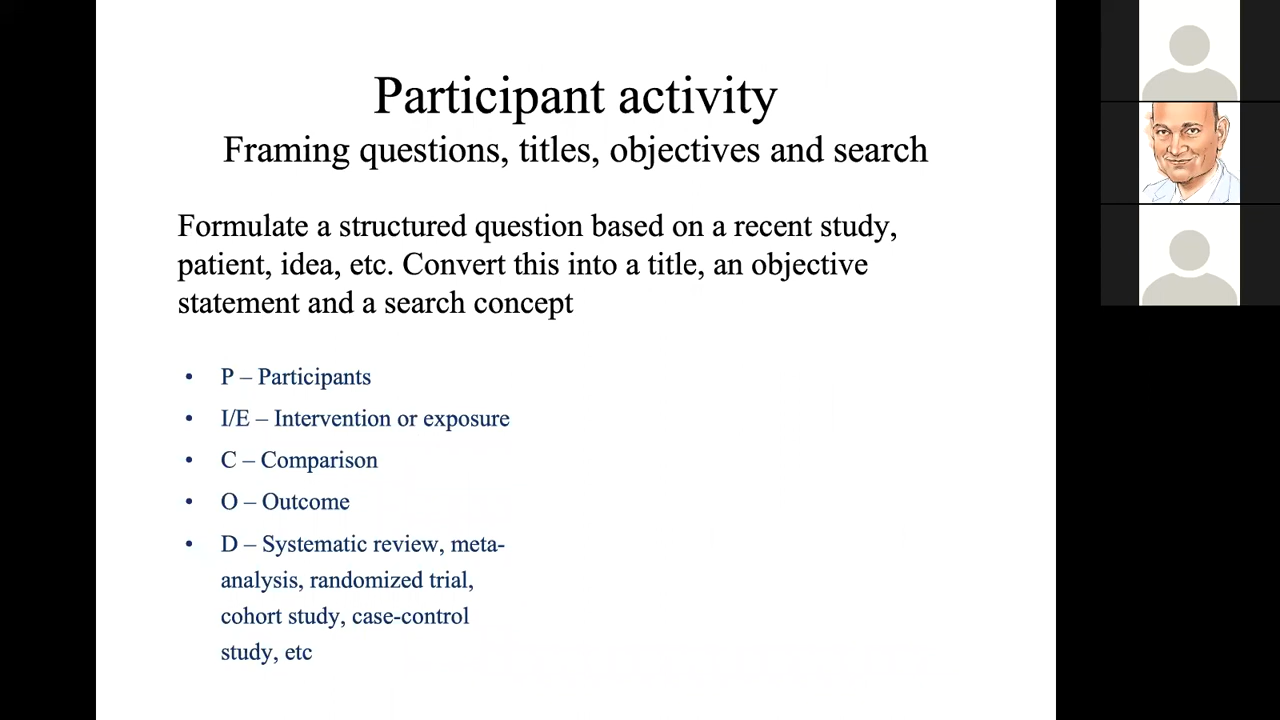 Participant activity
Framing questions, titles, objectives and search
Formulate a structured question based on a recent study,
patient, idea, etc. Convert this into a title, an objective
statement and a search concept
• P – Participants
• I/E – Intervention or exposure
• C – Comparison
• O – Outcome
• D – Systematic review, meta-
analysis, randomized trial,
cohort study, case-control
study, etc